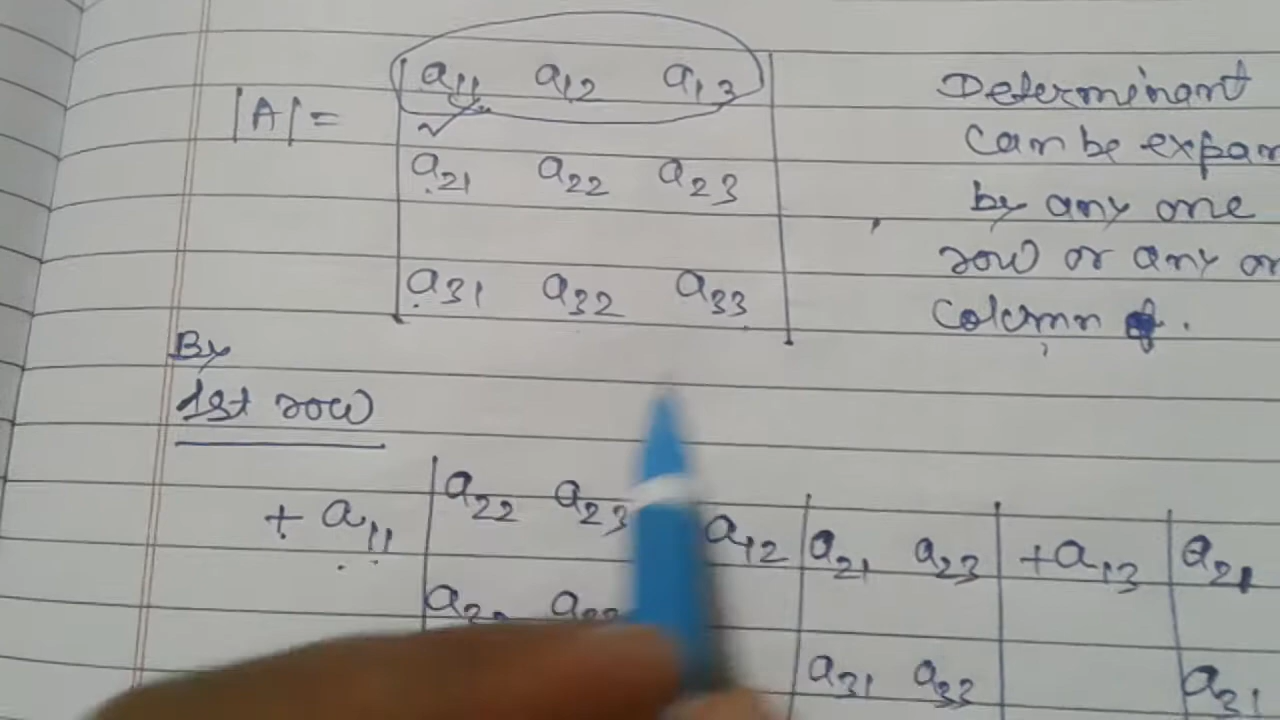 a11 a12 a13
|A| =
a21 a22 a23
a31 a32 a33
Determinant
can be expan
by any one
row or any on
column
By
1st row
+ a11 | a22 a23 a12 | a21 a23 | + a13 | a21
a31 a33 a31